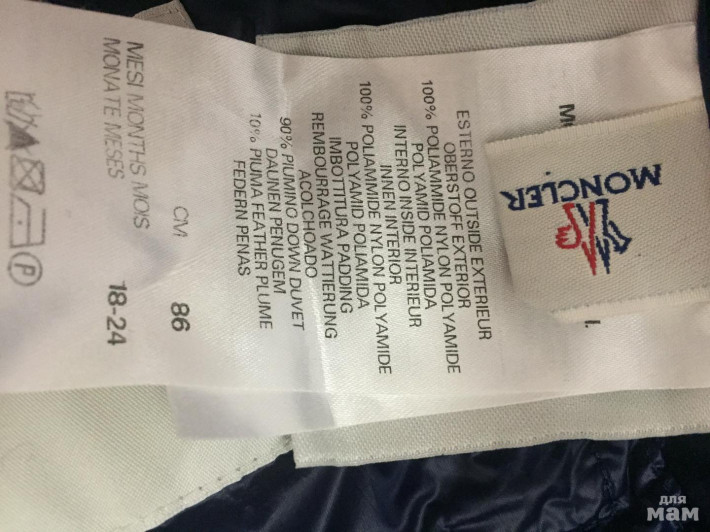 MONCLER
ESTERNO OUTSIDE EXTERIEUR
OBERSTOFF EXTERIOR
100% POLIAMMIDE NYLON POLYAMIDE
POLYAMID POLIAMIDA
INTERNO INSIDE INTERIEUR
INNEN INTERIOR
100% POLIAMMIDE NYLON POLYAMIDE
POLYAMID POLIAMIDA
IMBOTTITURA PADDING
REMBOURRAGE WATTIERUNG
ACOLCHOADO
90% PIUMINO DOWN DUVET
DAUNEN PENUGEM
10% PIUMA FEATHER PLUME
FEDERN PENAS
CM 86
MESI MONTHS MOIS
MONATE MESES 18-24
P
для
мам